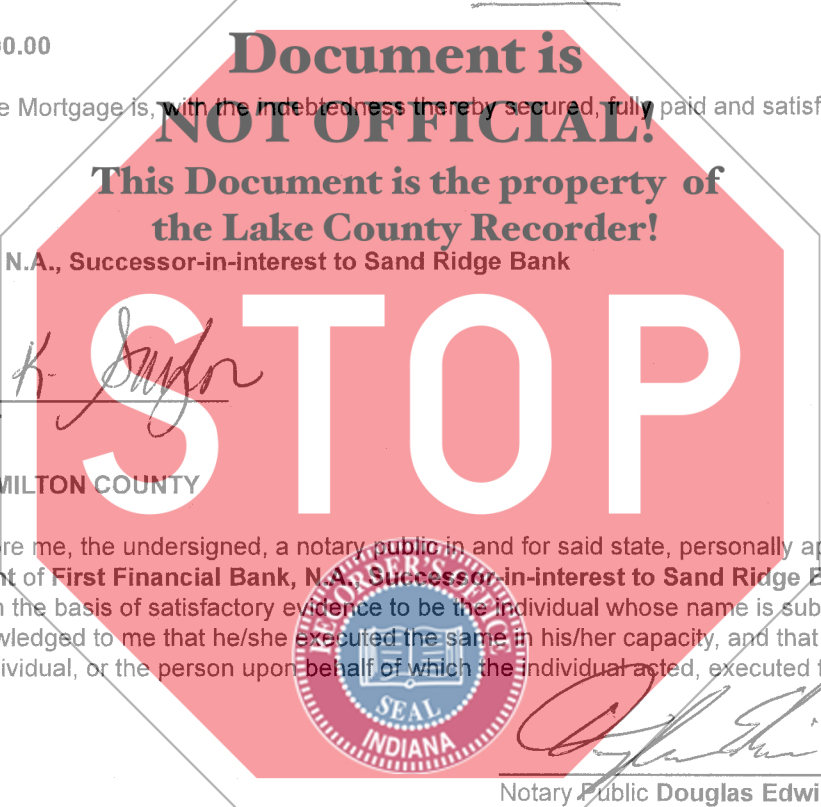 0.00
Document is
e Mortgage is, with the indebtedness thereby secured, fully paid and satisf
NOT OFFICIAL!
This Document is the property of
the Lake County Recorder!
N.A., Successor-in-interest to Sand Ridge Bank
STOP
K.
MILTON COUNTY
re me, the undersigned, a notary public in and for said state, personally ap
nt of First Financial Bank, N.A., Successor-in-interest to Sand Ridge B
n the basis of satisfactory evidence to be the individual whose name is sub
wledged to me that he/she executed the same in his/her capacity, and that
ividual, or the person upon behalf of which the individual acted, executed t
RECORDER'S OFFICE
SEAL
INDIANA
Notary Public Douglas Edwi